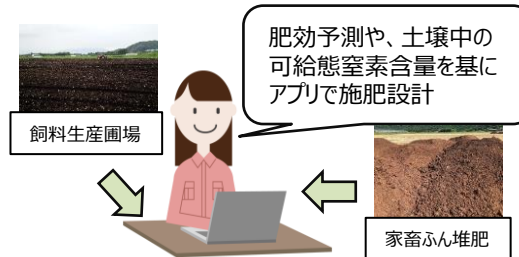 肥効予測や、土壌中の
可給態窒素含量を基に
アプリで施肥設計
飼料生産圃場
家畜ふん堆肥